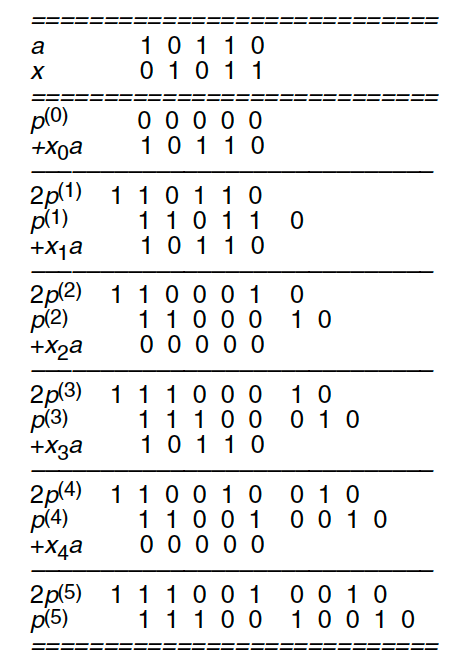 ============================
a 1 0 1 1 0
x 0 1 0 1 1
============================
p(0) 0 0 0 0 0
+x0a 1 0 1 1 0
2p(1) 1 1 0 1 1 0
p(1) 1 1 0 1 1 0
+x1a 1 0 1 1 0
2p(2) 1 1 0 0 0 1 0
p(2) 1 1 0 0 0 1 0
+x2a 0 0 0 0 0
2p(3) 1 1 1 0 0 0 1 0
p(3) 1 1 1 0 0 0 1 0
+x3a 1 0 1 1 0
2p(4) 1 1 0 0 1 0 0 1 0
p(4) 1 1 0 0 1 0 0 1 0
+x4a 0 0 0 0 0
2p(5) 1 1 1 0 0 1 0 0 1 0
p(5) 1 1 1 0 0 1 0 0 1 0
============================